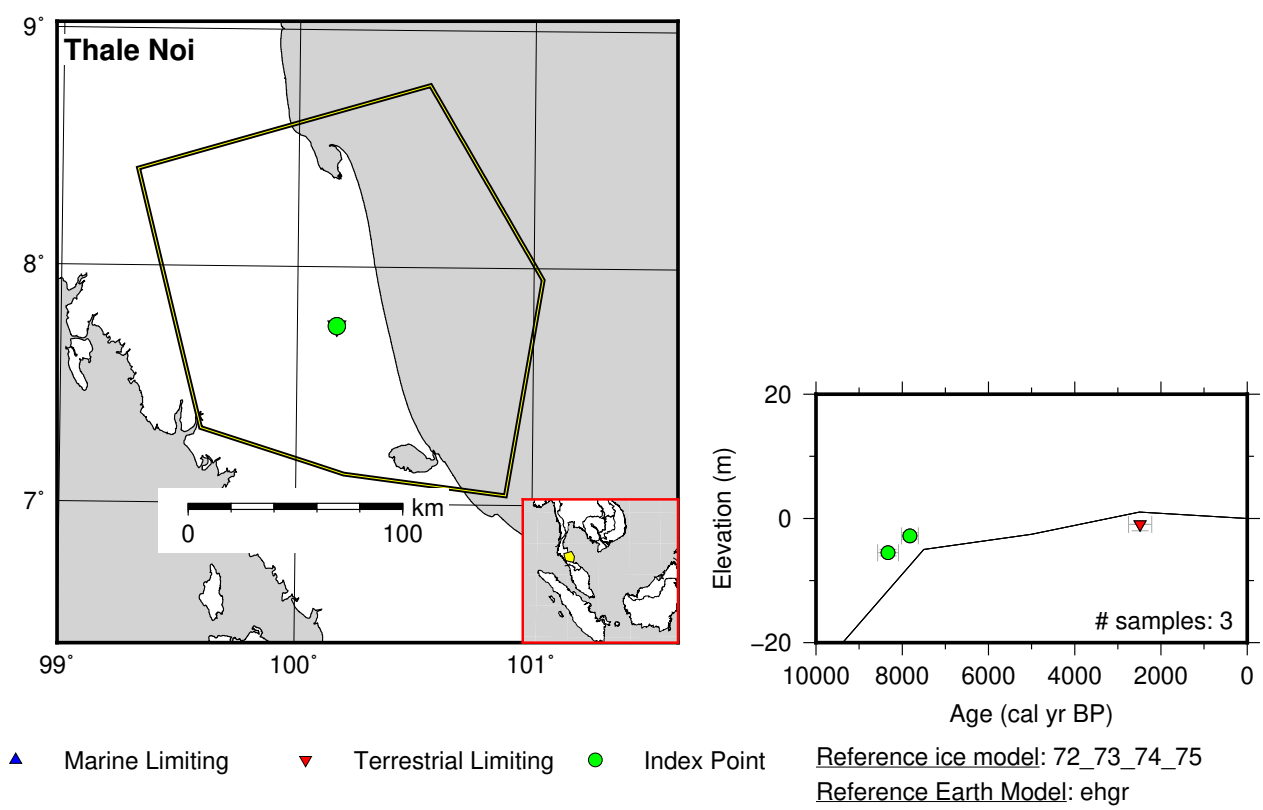 Thale Noi
9°
8°
7°
99°
100°
101°
km
0
100
20
0
−20
Elevation (m)
# samples: 3
10000
8000
6000
4000
2000
0
Age (cal yr BP)
Marine Limiting
Terrestrial Limiting
Index Point
Reference ice model: 72_73_74_75
Reference Earth Model: ehgr